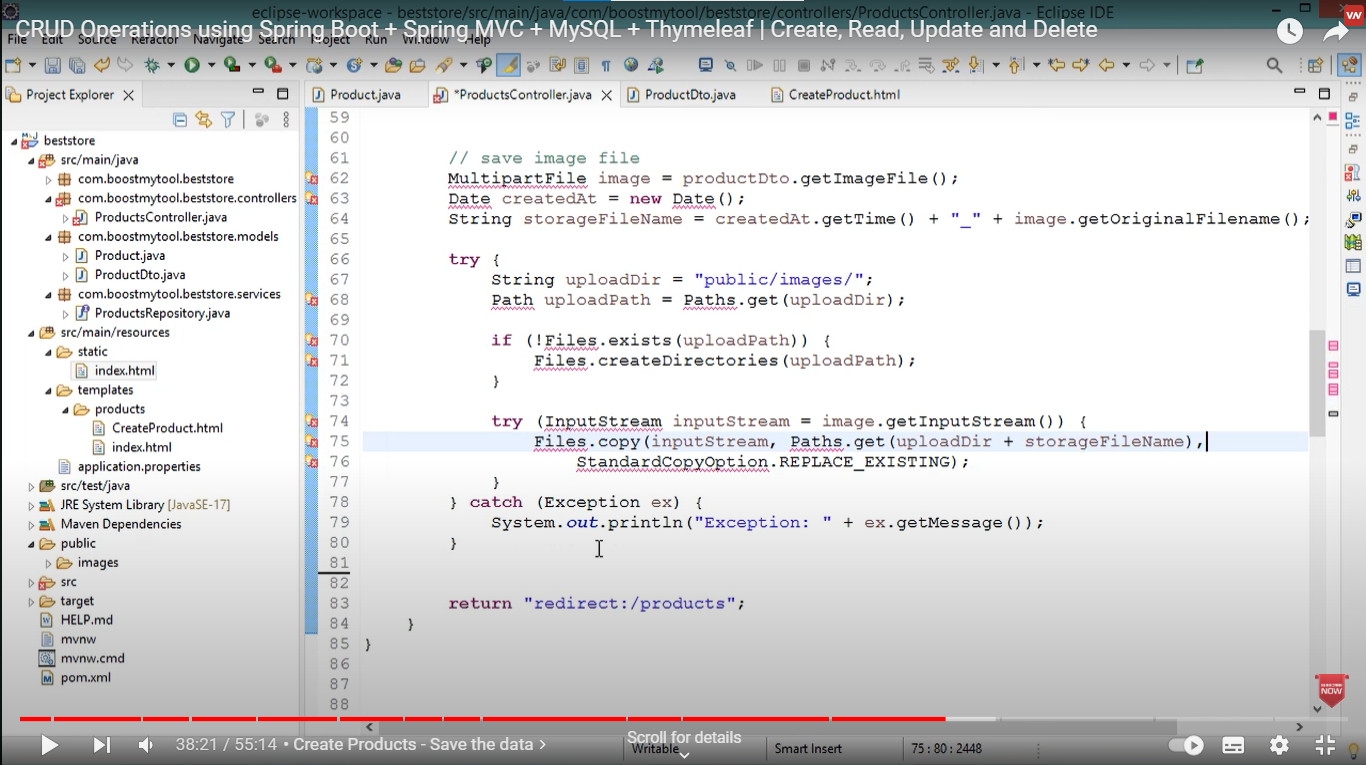 eclipse-workspace - beststore/src/main/java/com/boostmytool/beststore/controllers/ProductsController.java - Eclipse IDE
CRUD Operations using Spring Boot + Spring MVC + MySQL + Thymeleaf | Create, Read, Update and Delete
File Edit Source Refactor Navigate Search Project Run Window Help
Project Explorer
Product.java
*ProductsController.java
ProductDto.java
CreateProduct.html
beststore
src/main/java
com.boostmytool.beststore
com.boostmytool.beststore.controllers
ProductsController.java
com.boostmytool.beststore.models
Product.java
ProductDto.java
com.boostmytool.beststore.services
ProductsRepository.java
src/main/resources
static
index.html
templates
products
CreateProduct.html
index.html
application.properties
src/test/java
JRE System Library [JavaSE-17]
Maven Dependencies
public
images
src
target
HELP.md
mvnw
mvnw.cmd
pom.xml
59
60
61 // save image file
62 MultipartFile image = productDto.getImageFile();
63 Date createdAt = new Date();
64 String storageFileName = createdAt.getTime() + "_" + image.getOriginalFilename();
65
66 try {
67 String uploadDir = "public/images/";
68 Path uploadPath = Paths.get(uploadDir);
69
70 if (!Files.exists(uploadPath)) {
71 Files.createDirectories(uploadPath);
72 }
73
74 try (InputStream inputStream = image.getInputStream()) {
75 Files.copy(inputStream, Paths.get(uploadDir + storageFileName),
76 StandardCopyOption.REPLACE_EXISTING);
77 }
78 } catch (Exception ex) {
79 System.out.println("Exception: " + ex.getMessage());
80 }
81
82
83 return "redirect:/products";
84 }
85 }
86
87
88
SUBSCRIBE
NOW
38:21 / 55:14 • Create Products - Save the data
Scroll for details
Writable
Smart Insert
75 : 80 : 2448